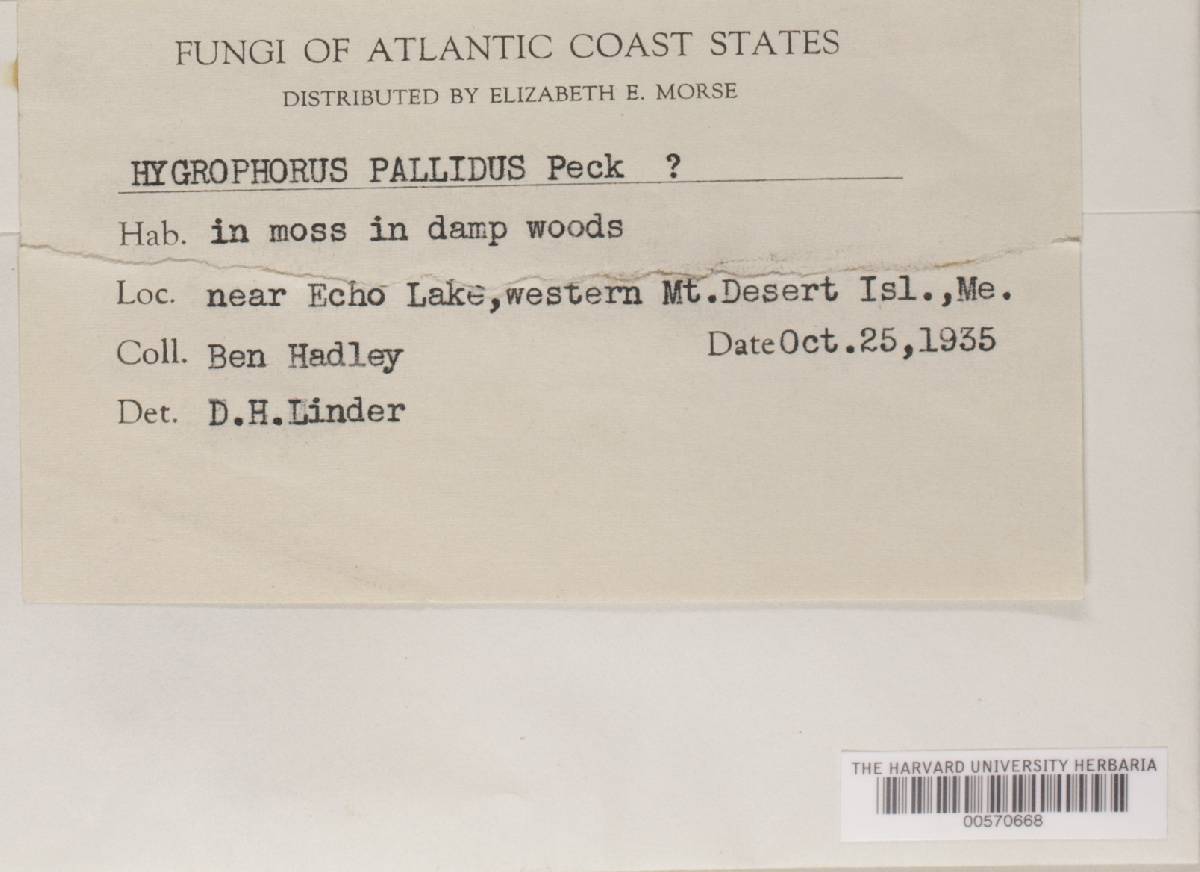 FUNGI OF ATLANTIC COAST STATES
DISTRIBUTED BY ELIZABETH E. MORSE
HYGROPHORUS PALLIDUS Peck ?
Hab. in moss in damp woods
Loc. near Echo Lake,western Mt.Desert Isl.,Me.
Coll. Ben Hadley Date Oct.25,1935
Det. D.H.Linder
THE HARVARD UNIVERSITY HERBARIA
00570668